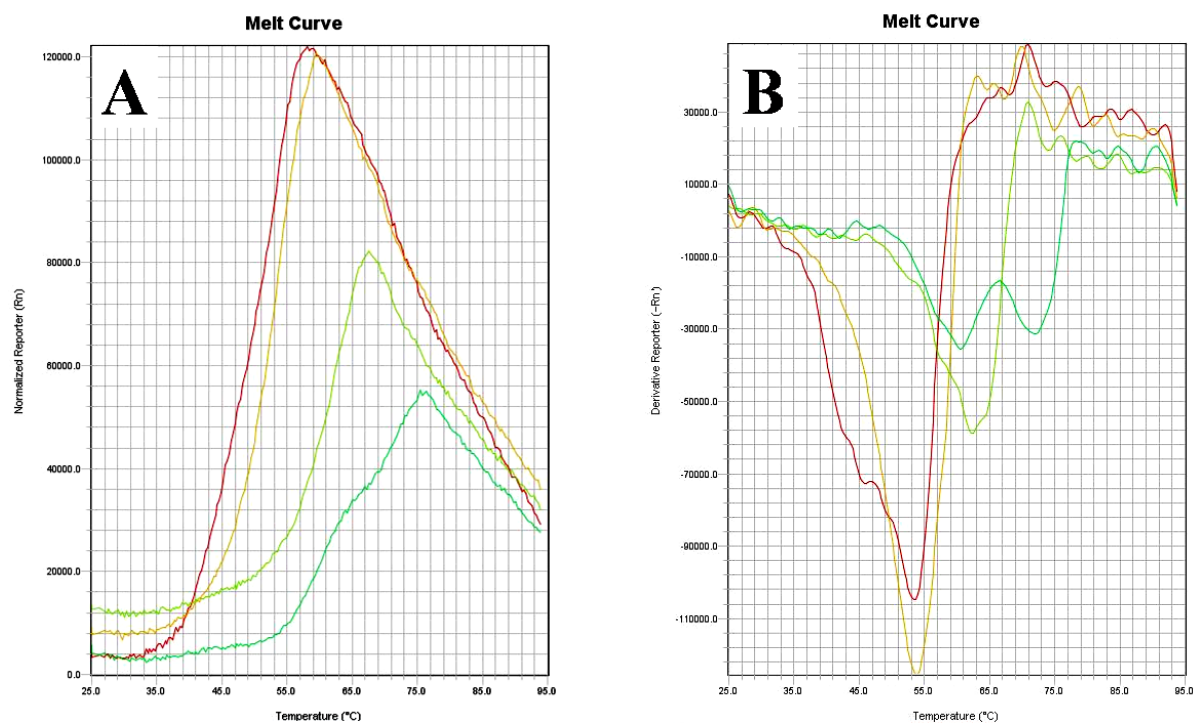 Melt Curve
A
Normalized Reporter (Rn)
120000.0
100000.0
80000.0
60000.0
40000.0
20000.0
0.0
25.0 35.0 45.0 55.0 65.0 75.0 85.0 95.0
Temperature (°C)
Melt Curve
B
Derivative Reporter (-Rn')
30000.0
10000.0
-10000.0
-30000.0
-50000.0
-70000.0
-90000.0
-110000.0
25.0 35.0 45.0 55.0 65.0 75.0 85.0 95.0
Temperature (°C)